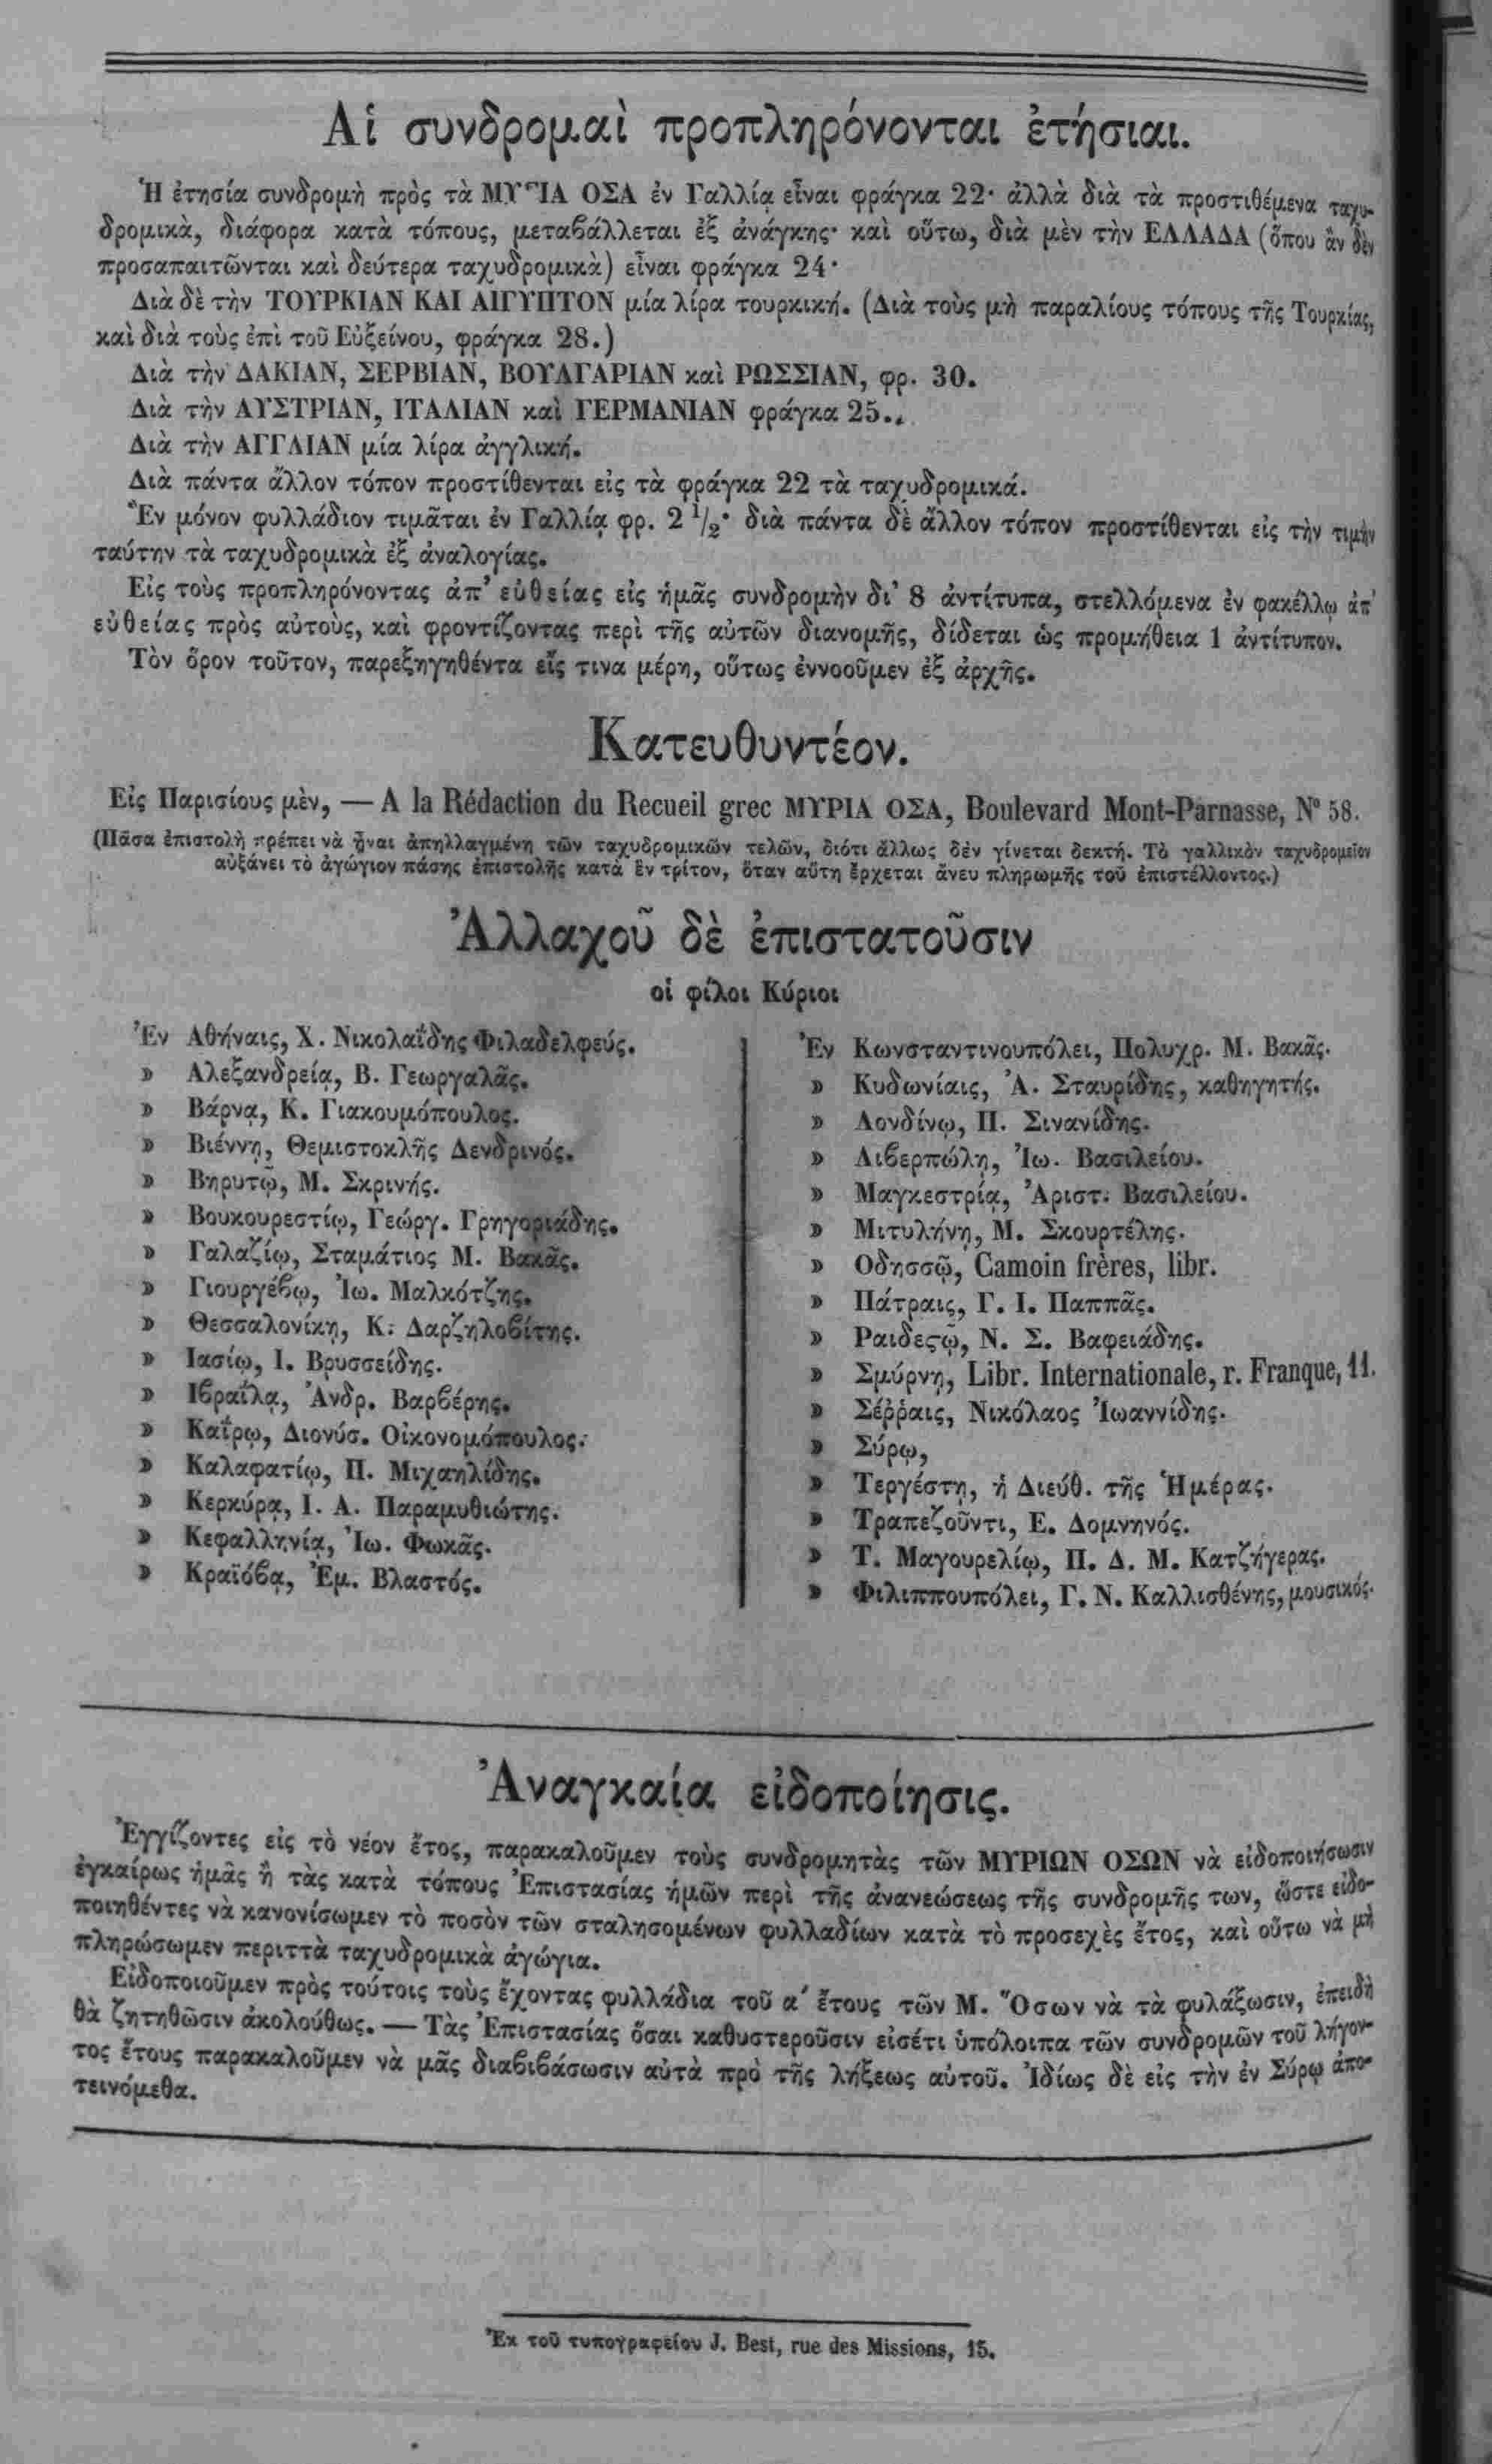 Αἱ συνδρομαὶ προπληρόνονται ἐτήσιαι.
Ἡ ἐτησία συνδρομὴ πρὸς τὰ ΜΥΡΙΑ ΟΣΑ ἐν Γαλλίᾳ εἶναι φράγκα 22· ἀλλὰ διὰ τὰ προστιθέμενα ταχυ-
δρομικὰ, διάφορα κατὰ τόπους, μεταβάλλεται ἐξ ἀνάγκης· καὶ οὕτω, διὰ μὲν τὴν ΕΛΛΑΔΑ (ὅπου ἂν δὲν
προσαπαιτῶνται καὶ δεύτερα ταχυδρομικὰ) εἶναι φράγκα 24·
Διὰ δὲ τὴν ΤΟΥΡΚΙΑΝ ΚΑΙ ΑΙΓΥΠΤΟΝ μία λίρα τουρκική. (Διὰ τοὺς μὴ παραλίους τόπους τῆς Τουρκίας,
καὶ διὰ τοὺς ἐπὶ τοῦ Εὐξείνου, φράγκα 28.)
Διὰ τὴν ΔΑΚΙΑΝ, ΣΕΡΒΙΑΝ, ΒΟΥΛΓΑΡΙΑΝ καὶ ΡΩΣΣΙΑΝ, φρ. 30.
Διὰ τὴν ΑΥΣΤΡΙΑΝ, ΙΤΑΛΙΑΝ καὶ ΓΕΡΜΑΝΙΑΝ φράγκα 25..
Διὰ τὴν ΑΓΓΛΙΑΝ μία λίρα ἀγγλική.
Διὰ πάντα ἄλλον τόπον προστίθενται εἰς τὰ φράγκα 22 τὰ ταχυδρομικά.
Ἓν μόνον φυλλάδιον τιμᾶται ἐν Γαλλίᾳ φρ. 2 1/2· διὰ πάντα δὲ ἄλλον τόπον προστίθενται εἰς τὴν τιμὴν
ταύτην τὰ ταχυδρομικὰ ἐξ ἀναλογίας.
Εἰς τοὺς προπληρόνοντας ἀπ' εὐθείας εἰς ἡμᾶς συνδρομὴν δι' 8 ἀντίτυπα, στελλόμενα ἐν φακέλλῳ ἀπ'
εὐθείας πρὸς αὐτοὺς, καὶ φροντίζοντας περὶ τῆς αὐτῶν διανομῆς, δίδεται ὡς προμήθεια 1 ἀντίτυπον.
Τὸν ὅρον τοῦτον, παρεξηγηθέντα εἴς τινα μέρη, οὕτως ἐννοοῦμεν ἐξ ἀρχῆς.
Κατευθυντέον.
Εἰς Παρισίους μὲν, — A la Rédaction du Recueil grec ΜΥΡΙΑ ΟΣΑ, Boulevard Mont-Parnasse, N° 58.
(Πᾶσα ἐπιστολὴ πρέπει νὰ ᾖναι ἀπηλλαγμένη τῶν ταχυδρομικῶν τελῶν, διότι ἄλλως δὲν γίνεται δεκτή. Τὸ γαλλικὸν ταχυδρομεῖον
αὐξάνει τὸ ἀγώγιον πάσης ἐπιστολῆς κατὰ ἓν τρίτον, ὅταν αὕτη ἔρχεται ἄνευ πληρωμῆς τοῦ ἐπιστέλλοντος.)
Ἀλλαχοῦ δὲ ἐπιστατοῦσιν
οἱ φίλοι Κύριοι
Ἐν Αθήναις, Χ. Νικολαΐδης Φιλαδελφεύς.
» Αλεξανδρείᾳ, Β. Γεωργαλᾶς.
» Βάρνᾳ, Κ. Γιακουμόπουλος.
» Βιέννῃ, Θεμιστοκλῆς Δενδρινός.
» Βηρυτῷ, Μ. Σκρινής.
» Βουκουρεστίῳ, Γεώργ. Γρηγοριάδης.
» Γαλαζίῳ, Σταμάτιος Μ. Βακᾶς.
» Γιουργέβῳ, Ἰω. Μαλκότζης.
» Θεσσαλονίκῃ, Κ. Δαρζηλοβίτης.
» Ιασίῳ, Ι. Βρυσσείδης.
» Ιβραΐλᾳ, Ἀνδρ. Βαρβέρης.
» Καΐρῳ, Διονύσ. Οἰκονομόπουλος.
» Καλαφατίῳ, Π. Μιχαηλίδης.
» Κερκύρᾳ, Ι. Α. Παραμυθιώτης.
» Κεφαλληνίᾳ, Ἰω. Φωκᾶς.
» Κραϊόβᾳ, Ἐμ. Βλαστός.
Ἐν Κωνσταντινουπόλει, Πολυχρ. Μ. Βακᾶς.
» Κυδωνίαις, Ἀ. Σταυρίδης, καθηγητής.
» Λονδίνῳ, Π. Σινανίδης.
» Λιβερπώλῃ, Ἰω. Βασιλείου.
» Μαγκεστρίᾳ, Ἀριστ. Βασιλείου.
» Μιτυλήνῃ, Μ. Σκουρτέλης.
» Οδησσῷ, Camoin frères, libr.
» Πάτραις, Γ. Ι. Παππᾶς.
» Ραιδεστῷ, Ν. Σ. Βαφειάδης.
» Σμύρνῃ, Libr. Internationale, r. Franque, 11.
» Σέῤῥαις, Νικόλαος Ἰωαννίδης.
» Σύρῳ,
» Τεργέστῃ, ἡ Διεύθ. τῆς Ἡμέρας.
» Τραπεζοῦντι, Ε. Δομνηνός.
» Τ. Μαγουρελίῳ, Π. Δ. Μ. Κατζήγερας.
» Φιλιππουπόλει, Γ. Ν. Καλλισθένης, μουσικός.
Ἀναγκαία εἰδοποίησις.
Ἐγγίζοντες εἰς τὸ νέον ἔτος, παρακαλοῦμεν τοὺς συνδρομητὰς τῶν ΜΥΡΙΩΝ ΟΣΩΝ νὰ εἰδοποιήσωσιν
ἐγκαίρως ἡμᾶς ἢ τὰς κατὰ τόπους Ἐπιστασίας ἡμῶν περὶ τῆς ἀνανεώσεως τῆς συνδρομῆς των, ὥστε εἰδο-
ποιηθέντες νὰ κανονίσωμεν τὸ ποσὸν τῶν σταλησομένων φυλλαδίων κατὰ τὸ προσεχὲς ἔτος, καὶ οὕτω νὰ μὴ
πληρώσωμεν περιττὰ ταχυδρομικὰ ἀγώγια.
Εἰδοποιοῦμεν πρὸς τούτοις τοὺς ἔχοντας φυλλάδια τοῦ α΄ ἔτους τῶν Μ. Ὅσων νὰ τὰ φυλάξωσιν, ἐπειδὴ
θὰ ζητηθῶσιν ἀκολούθως. — Τὰς Ἐπιστασίας ὅσαι καθυστεροῦσιν εἰσέτι ὑπόλοιπα τῶν συνδρομῶν τοῦ λήγον-
τος ἔτους παρακαλοῦμεν νὰ μᾶς διαβιβάσωσιν αὐτὰ πρὸ τῆς λήξεως αὐτοῦ. Ἰδίως δὲ εἰς τὴν ἐν Σύρῳ ἀπο-
τεινόμεθα.
Ἐκ τοῦ τυπογραφείου J. Best, rue des Missions, 15.